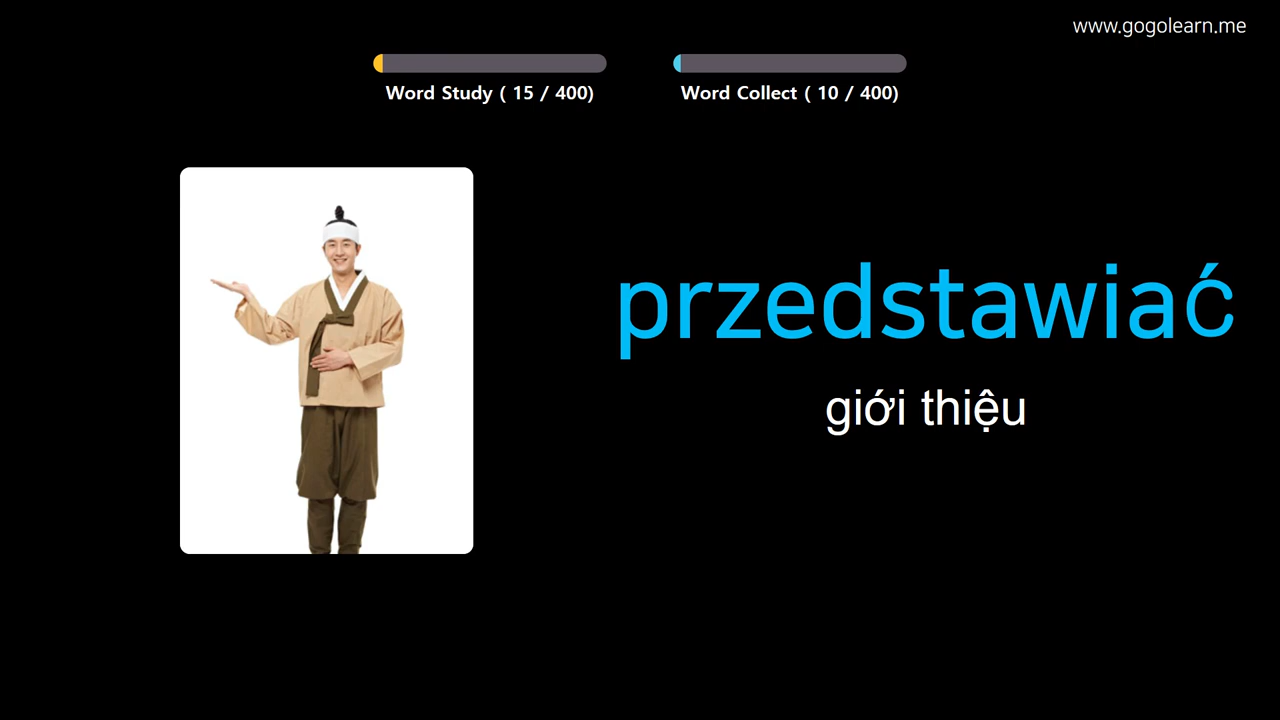 www.gogolearn.me
Word Study ( 15 / 400)
Word Collect ( 10 / 400)
przedstawiać
giới thiệu